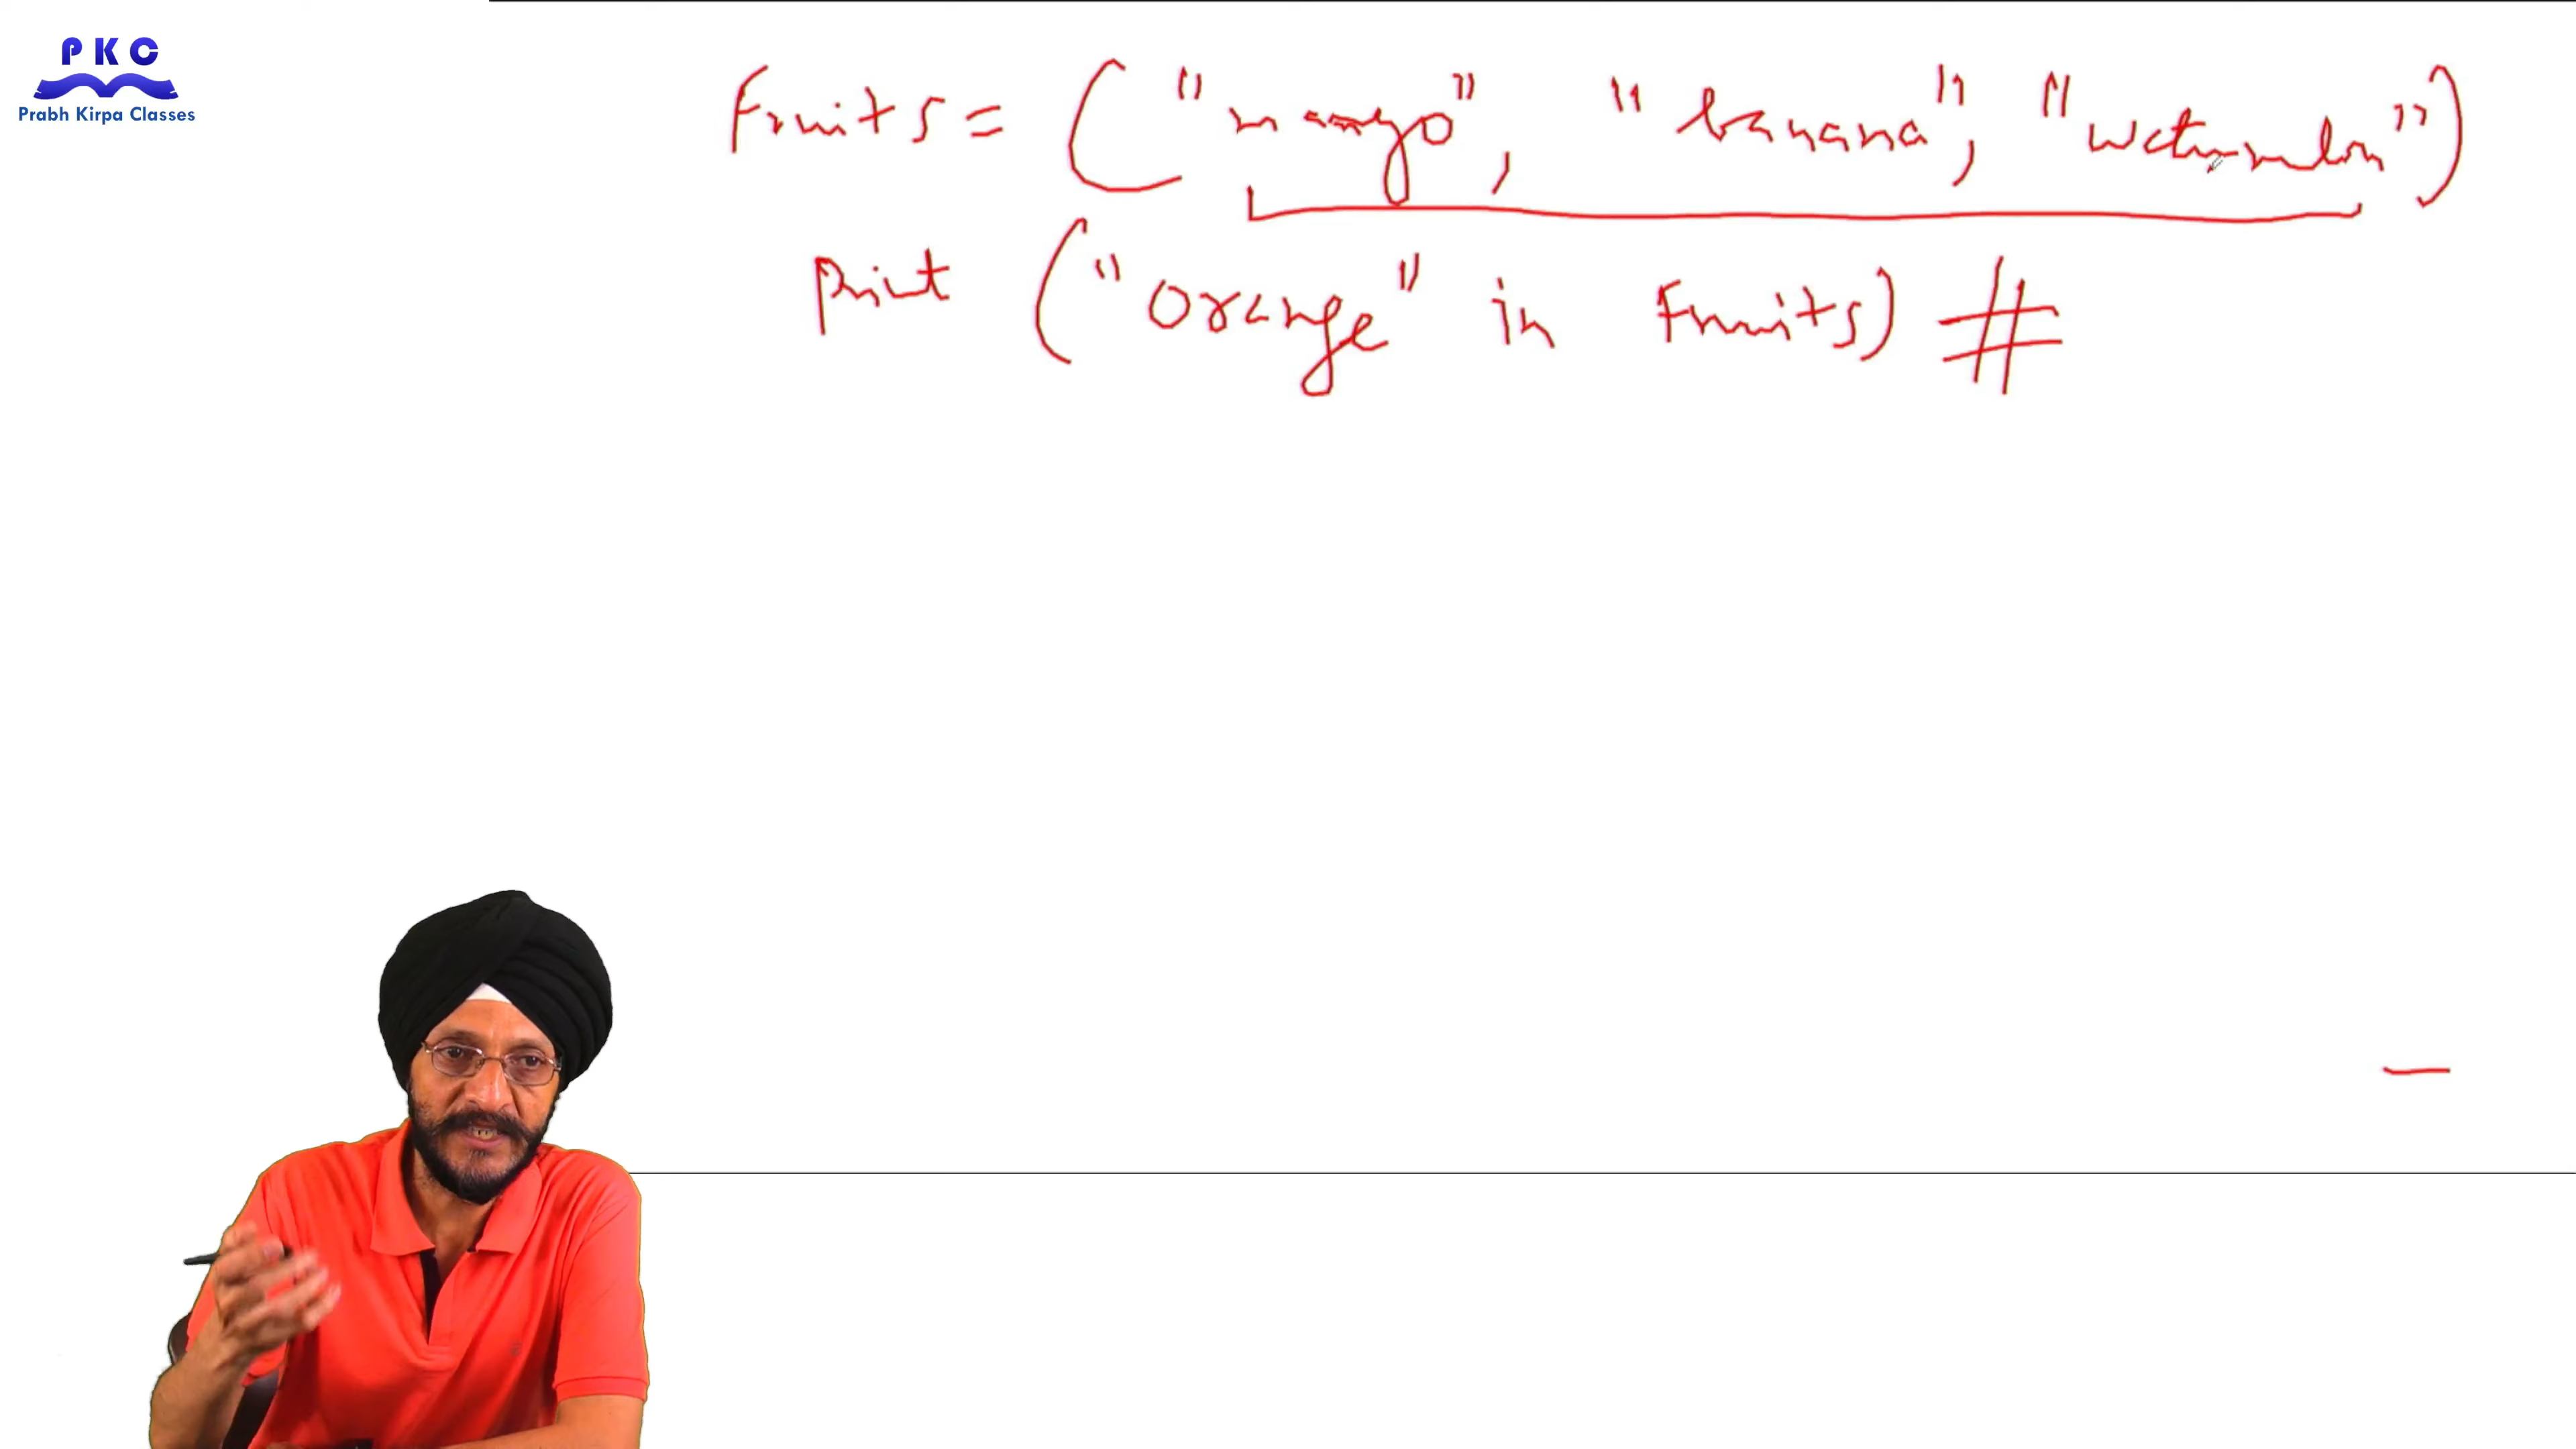 PKC
Prabh Kirpa Classes
Fruits = ("mango", "banana", "watermelon")
Print ("orange" in Fruits) #